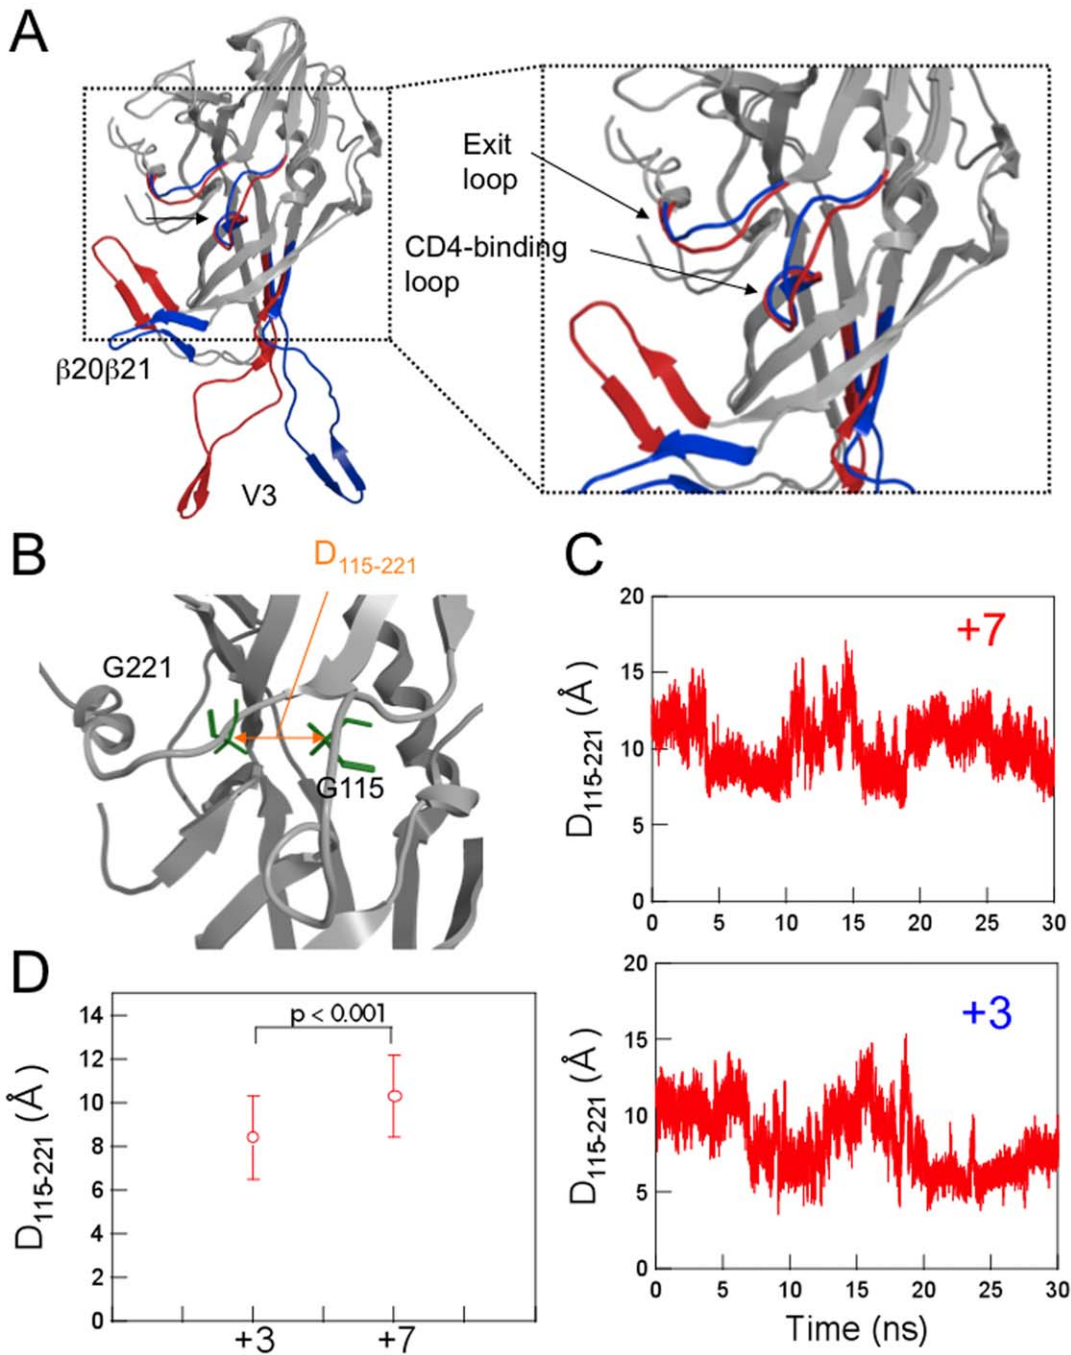 A
Exit
loop
CD4-binding
loop
β20β21
V3
B
D115-221
G221
G115
C
20
15
10
5
0
D115-221 (Å)
+7
0 5 10 15 20 25 30
20
15
10
5
0
D115-221 (Å)
+3
0 5 10 15 20 25 30
Time (ns)
D
14
12
10
8
6
4
2
0
D115-221 (Å)
p < 0.001
+3 +7